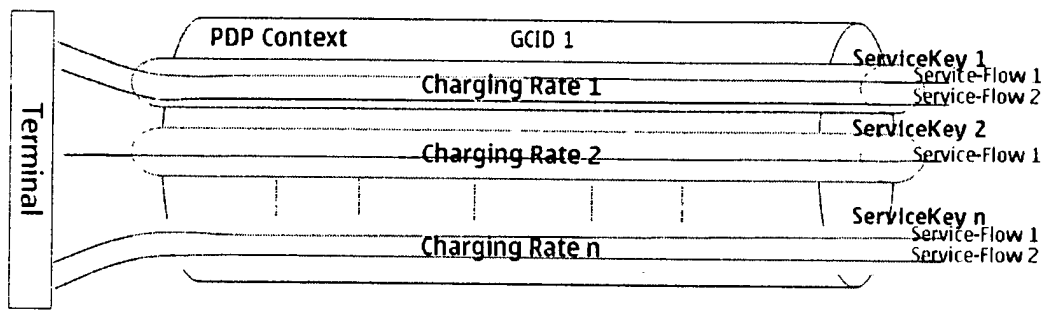 Terminal
PDP Context GCID 1
ServiceKey 1
Charging Rate 1
Service-Flow 1
Service-Flow 2
ServiceKey 2
Charging Rate 2
Service-Flow 1
ServiceKey n
Charging Rate n
Service-Flow 1
Service-Flow 2